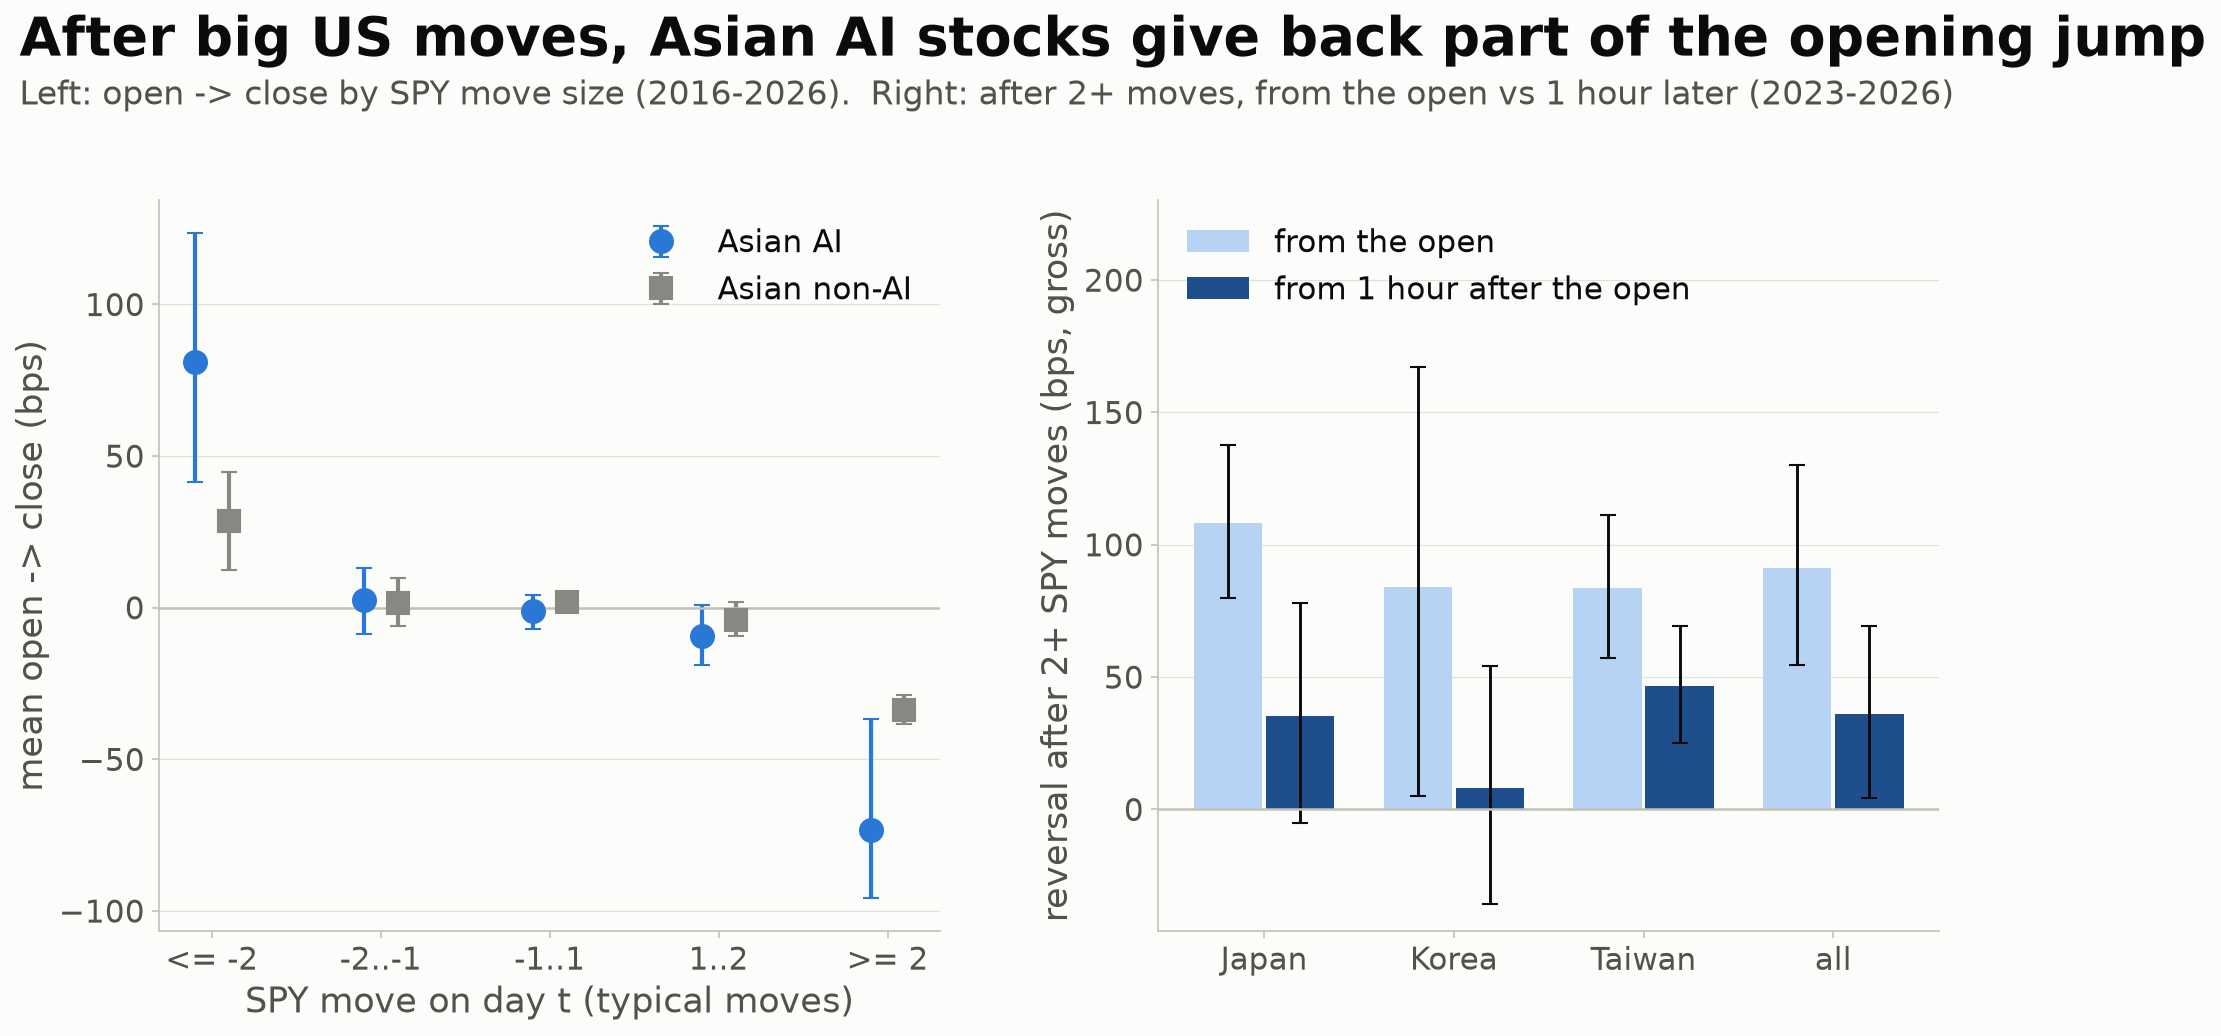 After big US moves, Asian AI stocks give back part of the opening jump
Left: open -> close by SPY move size (2016-2026).  Right: after 2+ moves, from the open vs 1 hour later (2023-2026)
mean open -> close (bps)
100
50
0
−50
−100
Asian AI
Asian non-AI
<= -2
-2..-1
-1..1
1..2
>= 2
SPY move on day t (typical moves)
reversal after 2+ SPY moves (bps, gross)
200
150
100
50
0
from the open
from 1 hour after the open
Japan
Korea
Taiwan
all